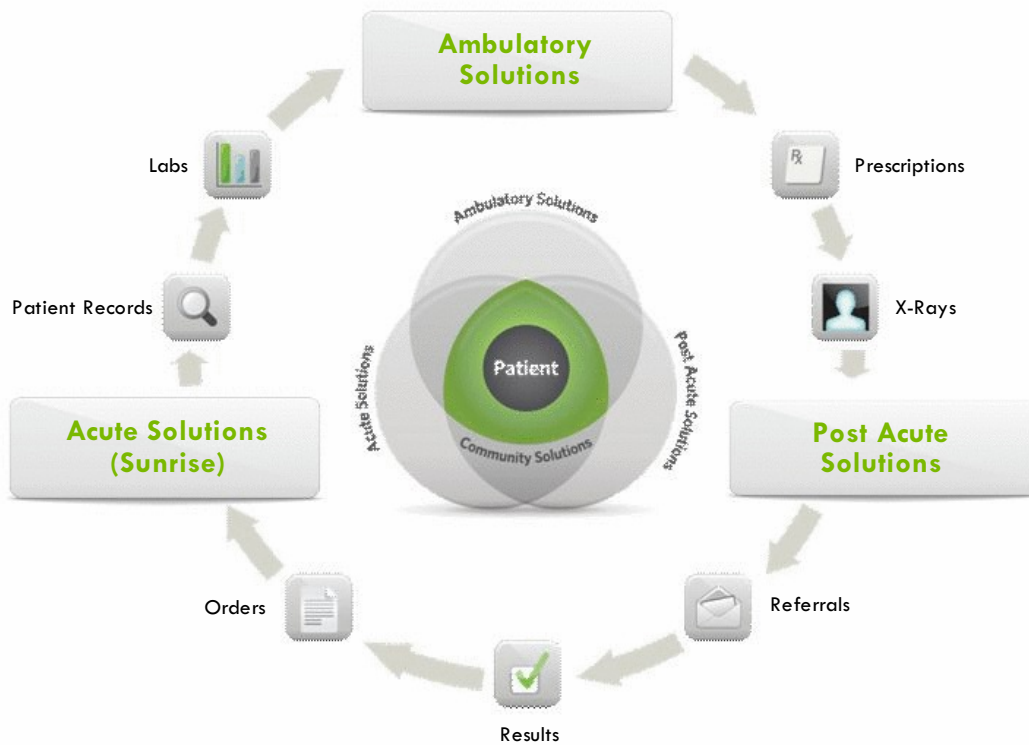 Ambulatory
Solutions
Labs
Prescriptions
Rx
Ambulatory Solutions
Patient Records
X-Rays
Acute Solutions
Patient
Post Acute Solutions
Acute Solutions
(Sunrise)
Community Solutions
Post Acute
Solutions
Orders
Referrals
Results